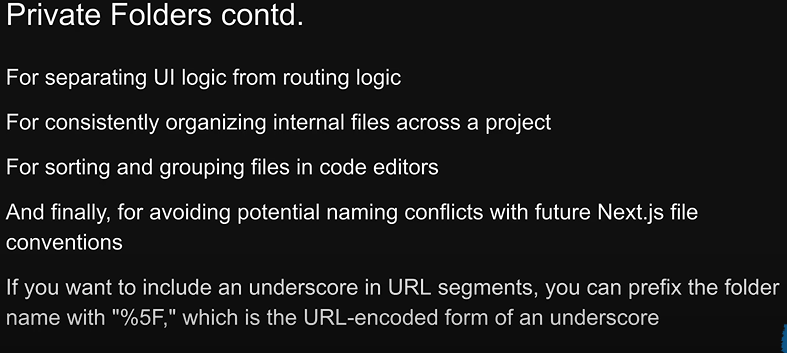 Private Folders contd.
For separating UI logic from routing logic
For consistently organizing internal files across a project
For sorting and grouping files in code editors
And finally, for avoiding potential naming conflicts with future Next.js file
conventions
If you want to include an underscore in URL segments, you can prefix the folder
name with "%5F," which is the URL-encoded form of an underscore